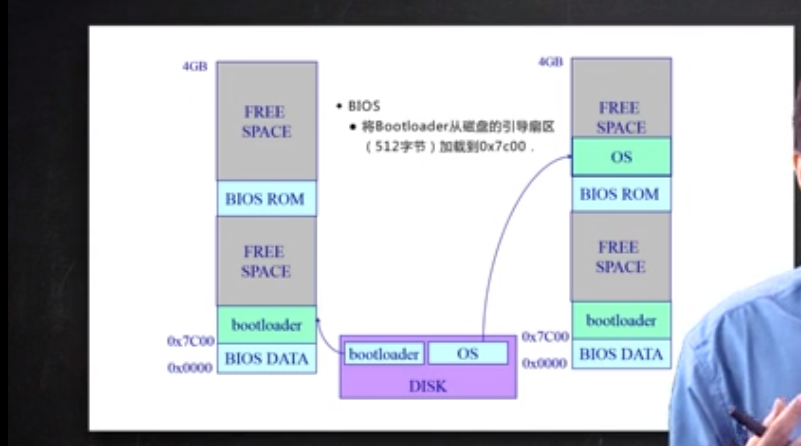 4GB
FREE
SPACE
BIOS ROM
FREE
SPACE
bootloader
0x7C00
BIOS DATA
0x0000
• BIOS
• 将Bootloader从磁盘的引导扇区
（512字节）加载到0x7c00．
bootloader
OS
DISK
4GB
FREE
SPACE
OS
BIOS ROM
FREE
SPACE
bootloader
0x7C00
BIOS DATA
0x0000